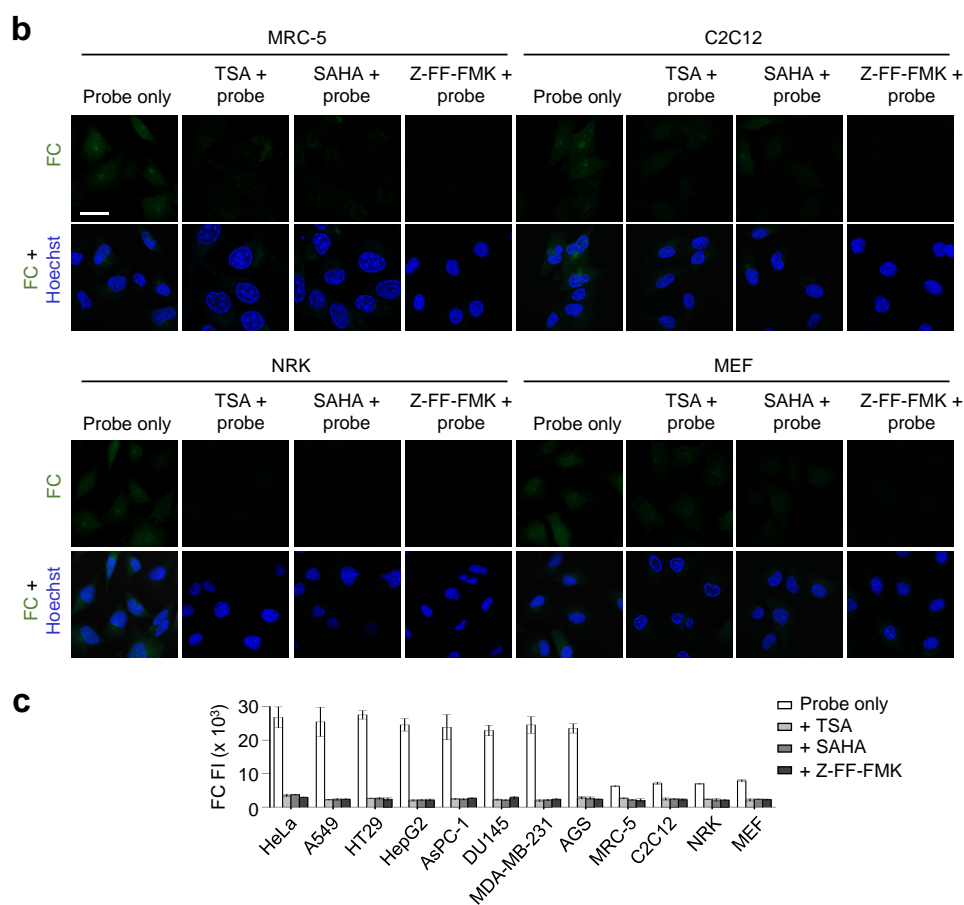 b
MRC-5
C2C12
Probe only
TSA +
probe
SAHA +
probe
Z-FF-FMK +
probe
Probe only
TSA +
probe
SAHA +
probe
Z-FF-FMK +
probe
FC
FC +
Hoechst
NRK
MEF
Probe only
TSA +
probe
SAHA +
probe
Z-FF-FMK +
probe
Probe only
TSA +
probe
SAHA +
probe
Z-FF-FMK +
probe
FC
FC +
Hoechst
c
FC FI (x 10³)
30
20
10
0
HeLa
A549
HT29
HepG2
AsPC-1
DU145
MDA-MB-231
AGS
MRC-5
C2C12
NRK
MEF
Probe only
+ TSA
+ SAHA
+ Z-FF-FMK